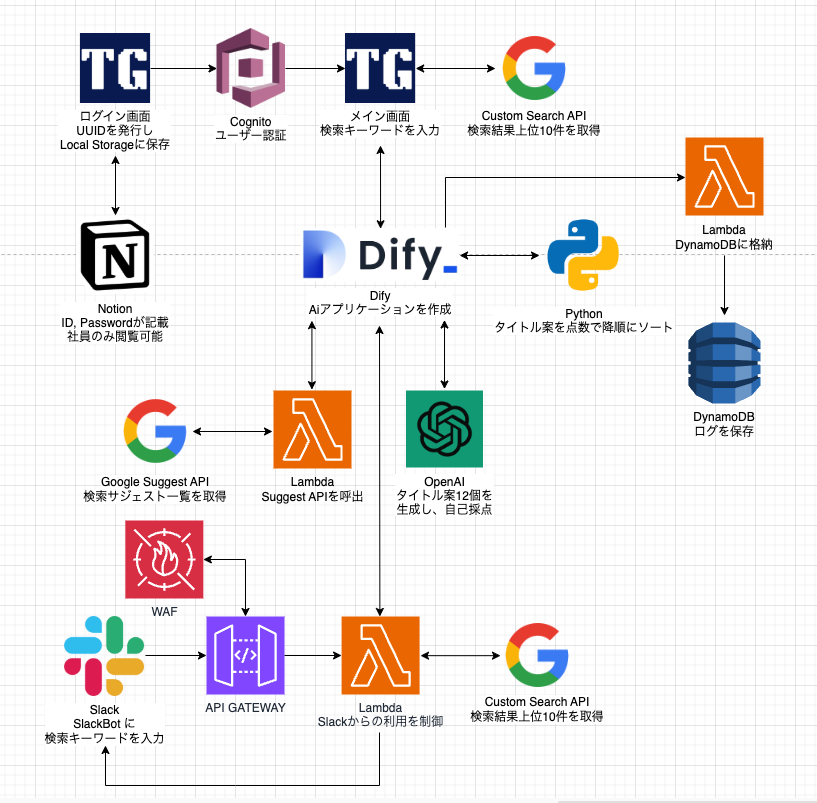 TG
ログイン画面
UUIDを発行し
Local Storageに保存
Cognito
ユーザー認証
TG
メイン画面
検索キーワードを入力
Custom Search API
検索結果上位10件を取得
Lambda
DynamoDBに格納
N
Notion
ID, Passwordが記載
社員のみ閲覧可能
Dify_
Dify
Aiアプリケーションを作成
Python
タイトル案を点数で降順にソート
DynamoDB
ログを保存
Google Suggest API
検索サジェスト一覧を取得
Lambda
Suggest APIを呼出
OpenAI
タイトル案12個を
生成し、自己採点
WAF
Slack
SlackBot に
検索キーワードを入力
</>
API GATEWAY
Lambda
Slackからの利用を制御
Custom Search API
検索結果上位10件を取得